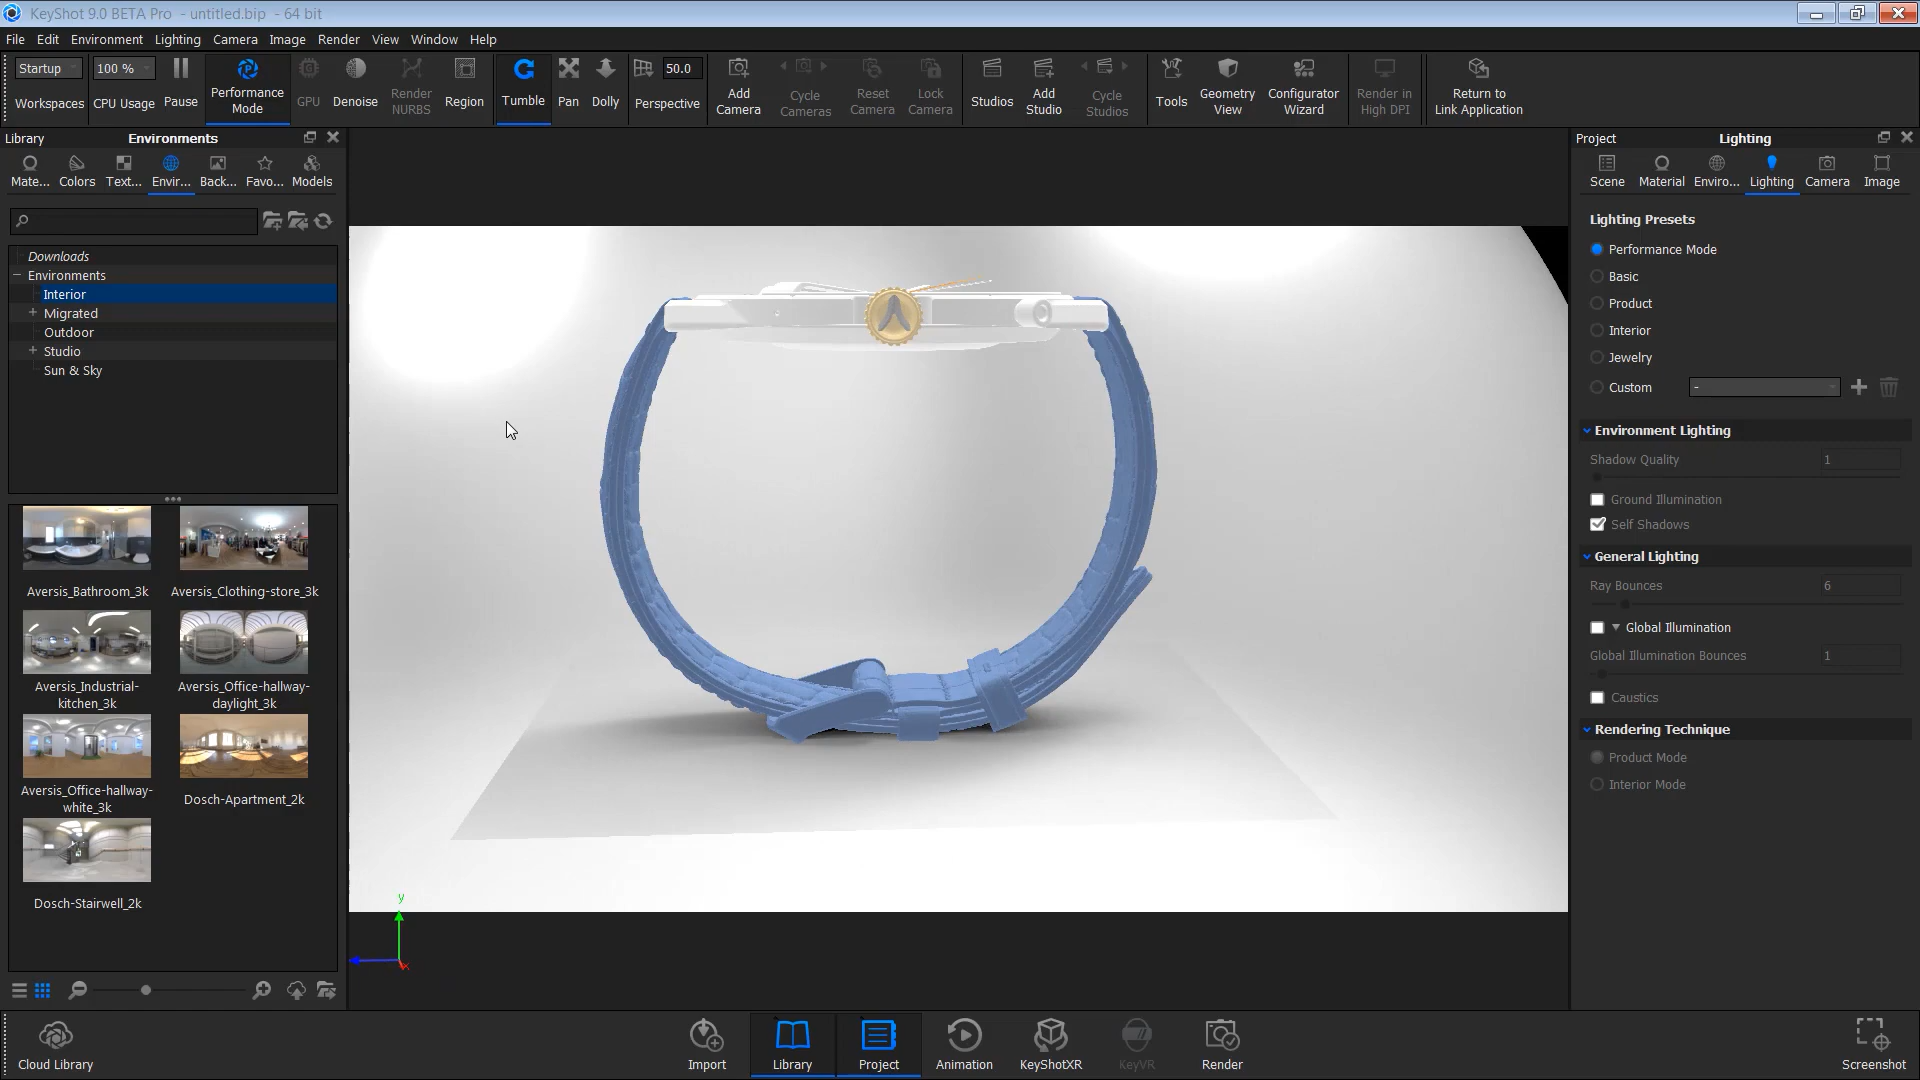 KeyShot 9.0 BETA Pro - untitled.bip - 64 bit
File Edit Environment Lighting Camera Image Render View Window Help
Startup 100 % 50.0
Workspaces CPU Usage Pause Performance Mode GPU Denoise Render NURBS Region Tumble Pan Dolly Perspective Add Camera Cycle Cameras Reset Camera Lock Camera Studios Add Studio Cycle Studios Tools Geometry View Configurator Wizard Render in High DPI Return to Link Application
Library Environments
Mate... Colors Text... Envir... Back... Favo... Models
Downloads
Environments
Interior
Migrated
Outdoor
Studio
Sun & Sky
Aversis_Bathroom_3k Aversis_Clothing-store_3k
Aversis_Industrial-kitchen_3k Aversis_Office-hallway-daylight_3k
Aversis_Office-hallway-white_3k Dosch-Apartment_2k
Dosch-Stairwell_2k
y
x
Project Lighting
Scene Material Enviro... Lighting Camera Image
Lighting Presets
Performance Mode
Basic
Product
Interior
Jewelry
Custom -
Environment Lighting
Shadow Quality 1
Ground Illumination
Self Shadows
General Lighting
Ray Bounces 6
Global Illumination
Global Illumination Bounces 1
Caustics
Rendering Technique
Product Mode
Interior Mode
Cloud Library Import Library Project Animation KeyShotXR KeyVR Render Screenshot